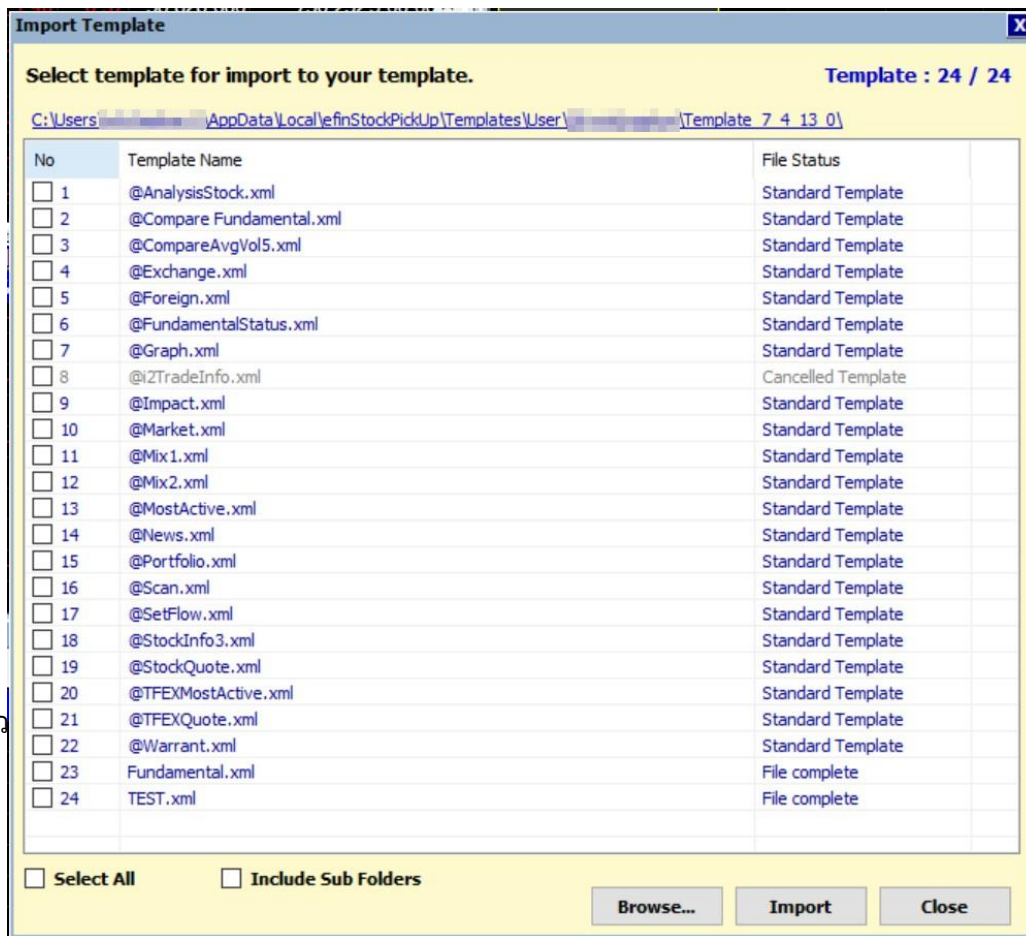 Import Template
X
Select template for import to your template.
Template : 24 / 24
C:\Users\ \AppData\Local\efinStockPickUp\Templates\User\ \Template_7_4_13_0\
No Template Name File Status
1 @AnalysisStock.xml Standard Template
2 @Compare Fundamental.xml Standard Template
3 @CompareAvgVol5.xml Standard Template
4 @Exchange.xml Standard Template
5 @Foreign.xml Standard Template
6 @FundamentalStatus.xml Standard Template
7 @Graph.xml Standard Template
8 @i2TradeInfo.xml Cancelled Template
9 @Impact.xml Standard Template
10 @Market.xml Standard Template
11 @Mix1.xml Standard Template
12 @Mix2.xml Standard Template
13 @MostActive.xml Standard Template
14 @News.xml Standard Template
15 @Portfolio.xml Standard Template
16 @Scan.xml Standard Template
17 @SetFlow.xml Standard Template
18 @StockInfo3.xml Standard Template
19 @StockQuote.xml Standard Template
20 @TFEXMostActive.xml Standard Template
21 @TFEXQuote.xml Standard Template
22 @Warrant.xml Standard Template
23 Fundamental.xml File complete
24 TEST.xml File complete
Select All Include Sub Folders
Browse... Import Close